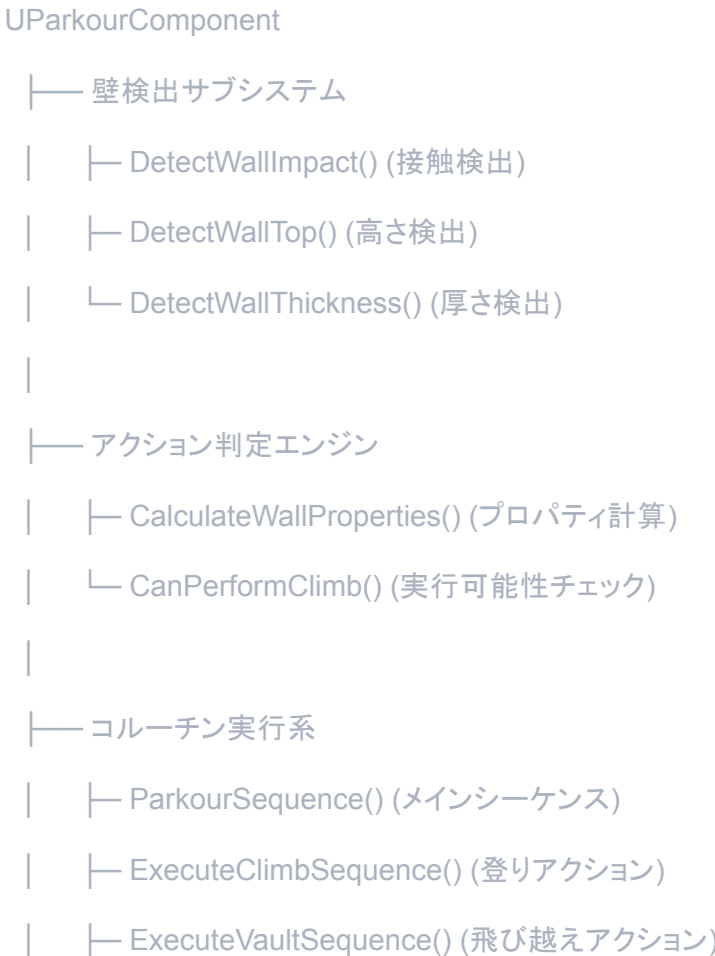 UParkourComponent
├── 壁検出サブシステム
│ ├─ DetectWallImpact() (接触検出)
│ ├─ DetectWallTop() (高さ検出)
│ └─ DetectWallThickness() (厚さ検出)
│
├── アクション判定エンジン
│ ├─ CalculateWallProperties() (プロパティ計算)
│ └─ CanPerformClimb() (実行可能性チェック)
│
├── コルーチン実行系
│ ├─ ParkourSequence() (メインシーケンス)
│ ├─ ExecuteClimbSequence() (登りアクション)
│ ├─ ExecuteVaultSequence() (飛び越えアクション)